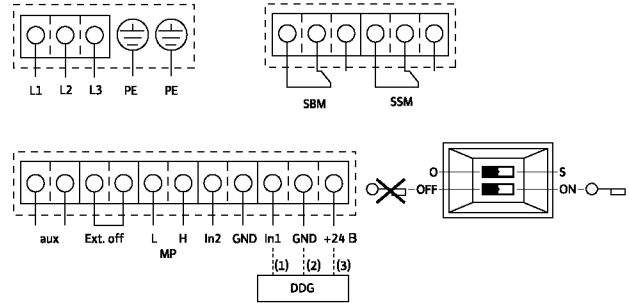 L1 L2 L3 PE PE
SBM SSM
O S
OFF ON
aux Ext. off L H In2 GND In1 GND +24 В
MP
(1) (2) (3)
DDG